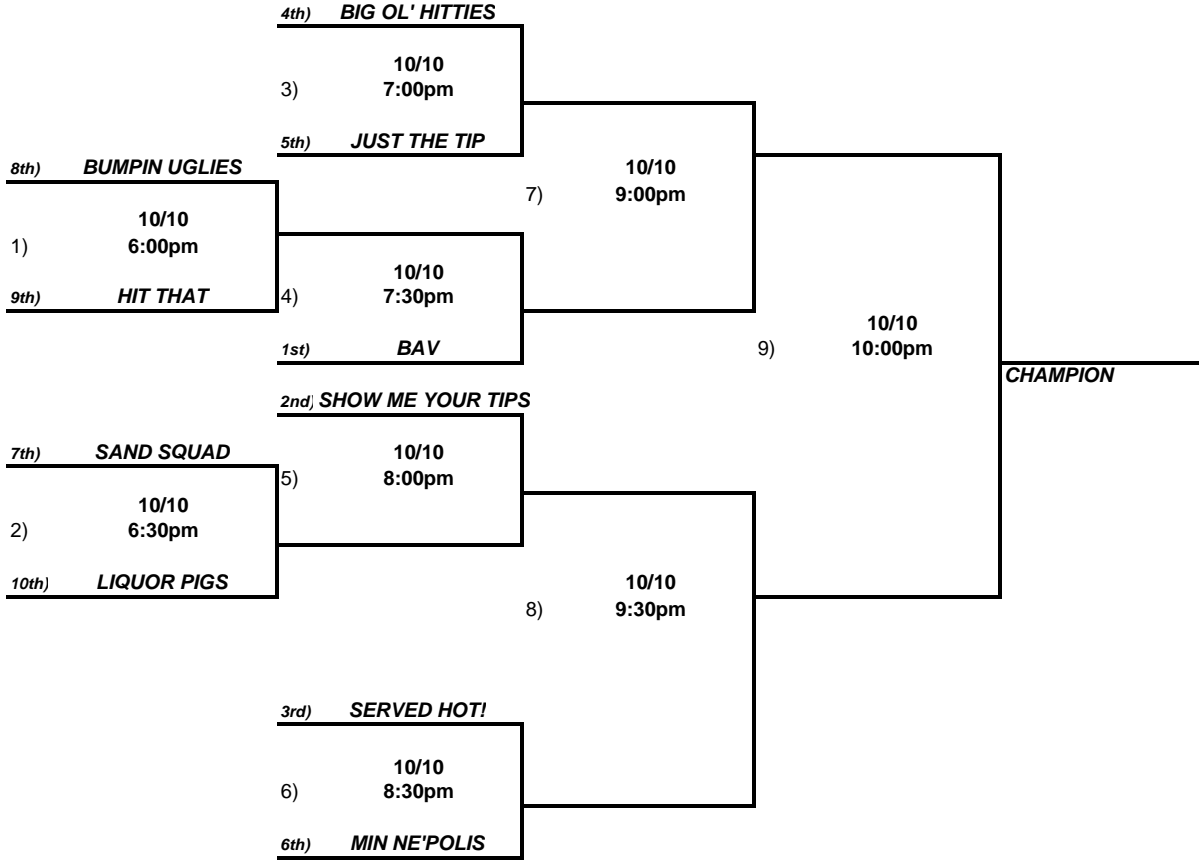 4th) BIG OL' HITTIES
10/10
3) 7:00pm
5th) JUST THE TIP
8th) BUMPIN UGLIES
10/10
1) 6:00pm
9th) HIT THAT
10/10
7) 9:00pm
10/10
4) 7:30pm
1st) BAV
10/10
9) 10:00pm
CHAMPION
2nd) SHOW ME YOUR TIPS
10/10
5) 8:00pm
7th) SAND SQUAD
10/10
2) 6:30pm
10th) LIQUOR PIGS
10/10
8) 9:30pm
3rd) SERVED HOT!
10/10
6) 8:30pm
6th) MIN NE'POLIS